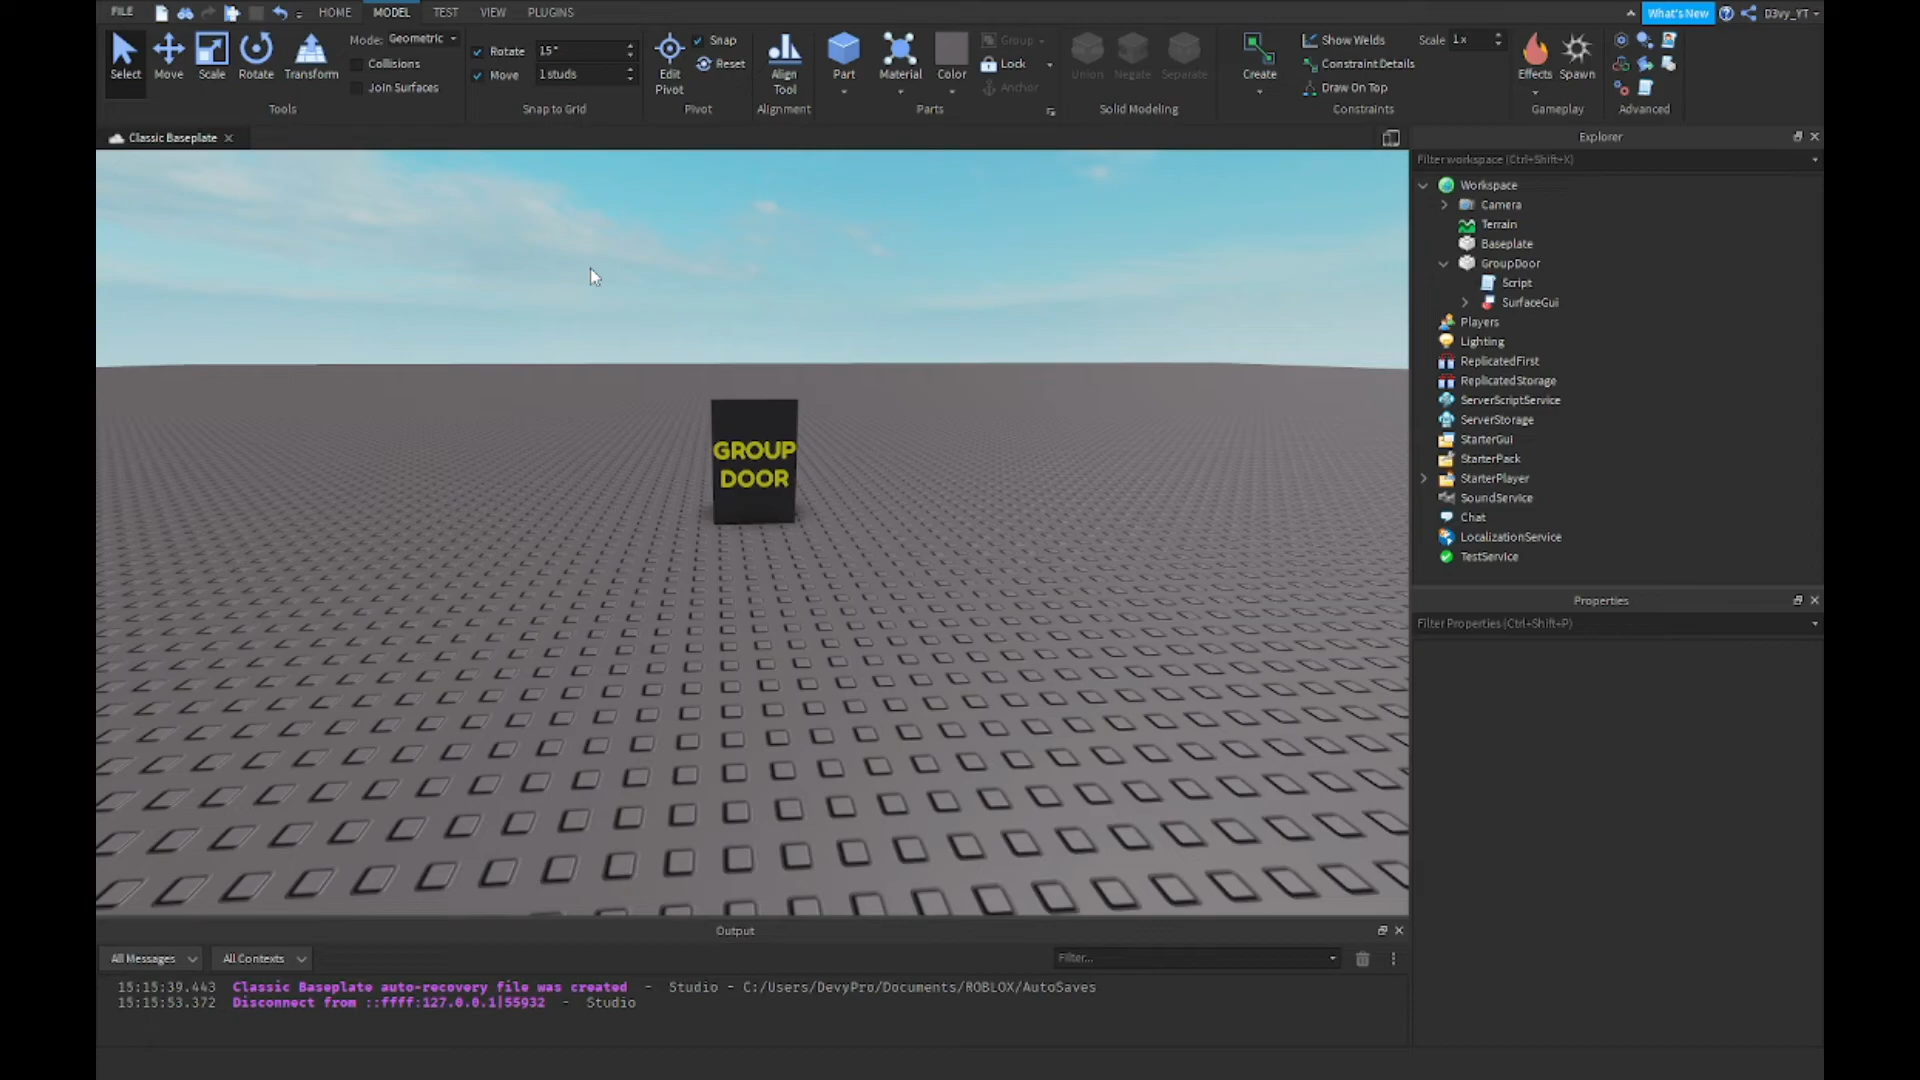 FILE
HOME
MODEL
TEST
VIEW
PLUGINS
What's New
D3vy_YT
Select
Move
Scale
Rotate
Transform
Mode: Geometric
Collisions
Join Surfaces
Tools
Rotate 15°
Move 1 studs
Snap to Grid
Edit
Pivot
Snap
Reset
Pivot
Align
Tool
Alignment
Part
Material
Color
Group
Lock
Anchor
Parts
Union
Negate
Separate
Solid Modeling
Create
Show Welds
Scale 1x
Constraint Details
Draw On Top
Constraints
Effects
Spawn
Gameplay
Advanced
Classic Baseplate
GROUP
DOOR
Explorer
Filter workspace (Ctrl+Shift+X)
Workspace
Camera
Terrain
Baseplate
GroupDoor
Script
SurfaceGui
Players
Lighting
ReplicatedFirst
ReplicatedStorage
ServerScriptService
ServerStorage
StarterGui
StarterPack
StarterPlayer
SoundService
Chat
LocalizationService
TestService
Properties
Filter Properties (Ctrl+Shift+P)
Output
All Messages
All Contexts
Filter...
15:15:39.443 Classic Baseplate auto-recovery file was created - Studio - C:/Users/DevyPro/Documents/ROBLOX/AutoSaves
15:15:53.372 Disconnect from ::ffff:127.0.0.1|55932 - Studio